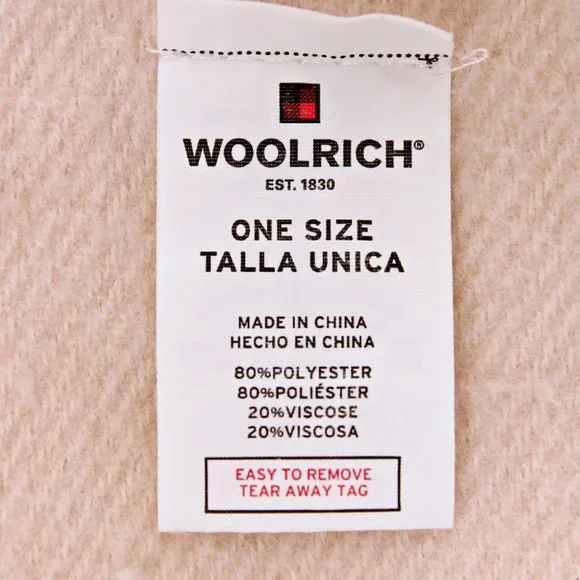 WOOLRICH®
EST. 1830
ONE SIZE
TALLA UNICA
MADE IN CHINA
HECHO EN CHINA
80%POLYESTER
80%POLIÉSTER
20%VISCOSE
20%VISCOSA
EASY TO REMOVE
TEAR AWAY TAG